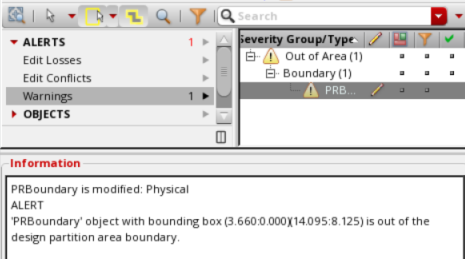 Search
ALERTS 1
Edit Losses
Edit Conflicts
Warnings 1
OBJECTS
Severity Group/Type
Out of Area (1)
Boundary (1)
PRB...
Information
PRBoundary is modified: Physical
ALERT
'PRBoundary' object with bounding box (3.660:0.000)(14.095:8.125) is out of the
design partition area boundary.